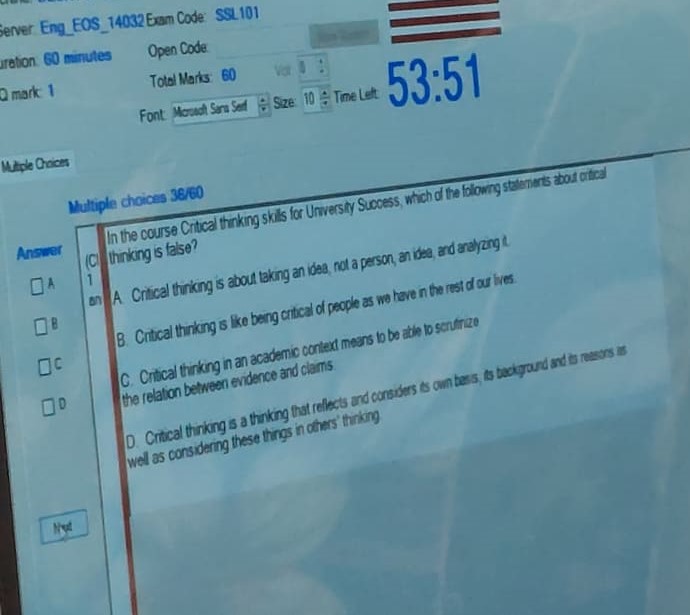 Server: Eng_EOS_14032 Exam Code: SSL101
uration: 60 minutes Open Code:
Q mark: 1 Total Marks: 60 Vol 0
Font: Microsoft Sans Serif Size: 10 Time Left: 53:51
Multiple Choices
Multiple choices 36/60
Answer
A
B
C
D
Next
(Ch
1
an
In the course Critical thinking skills for University Success, which of the following statements about critical
thinking is false?
A. Critical thinking is about taking an idea, not a person, an idea, and analyzing it.
B. Critical thinking is like being critical of people as we have in the rest of our lives.
C. Critical thinking in an academic context means to be able to scrutinize
the relation between evidence and claims
D. Critical thinking is a thinking that reflects and considers its own basis, its background and its reasons as
well as considering these things in others' thinking.